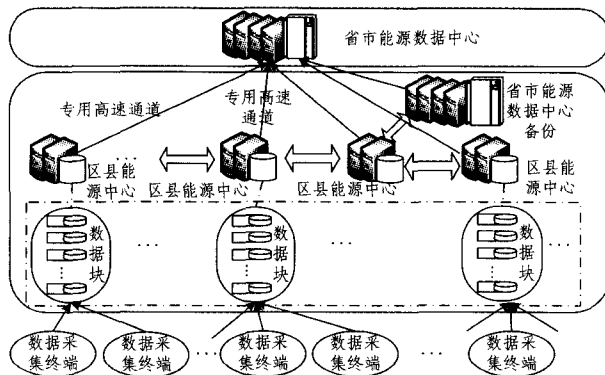 省市能源数据中心
专用高速通道
专用高速
通道
省市能源
数据中心
备份
区县能
源中心
区县能源中心
区县能源中心
区县能
源中心
数据块
数据块
数据块
数据采
集终端
数据采
集终端
数据采
集终端
数据采
集终端
数据采
集终端